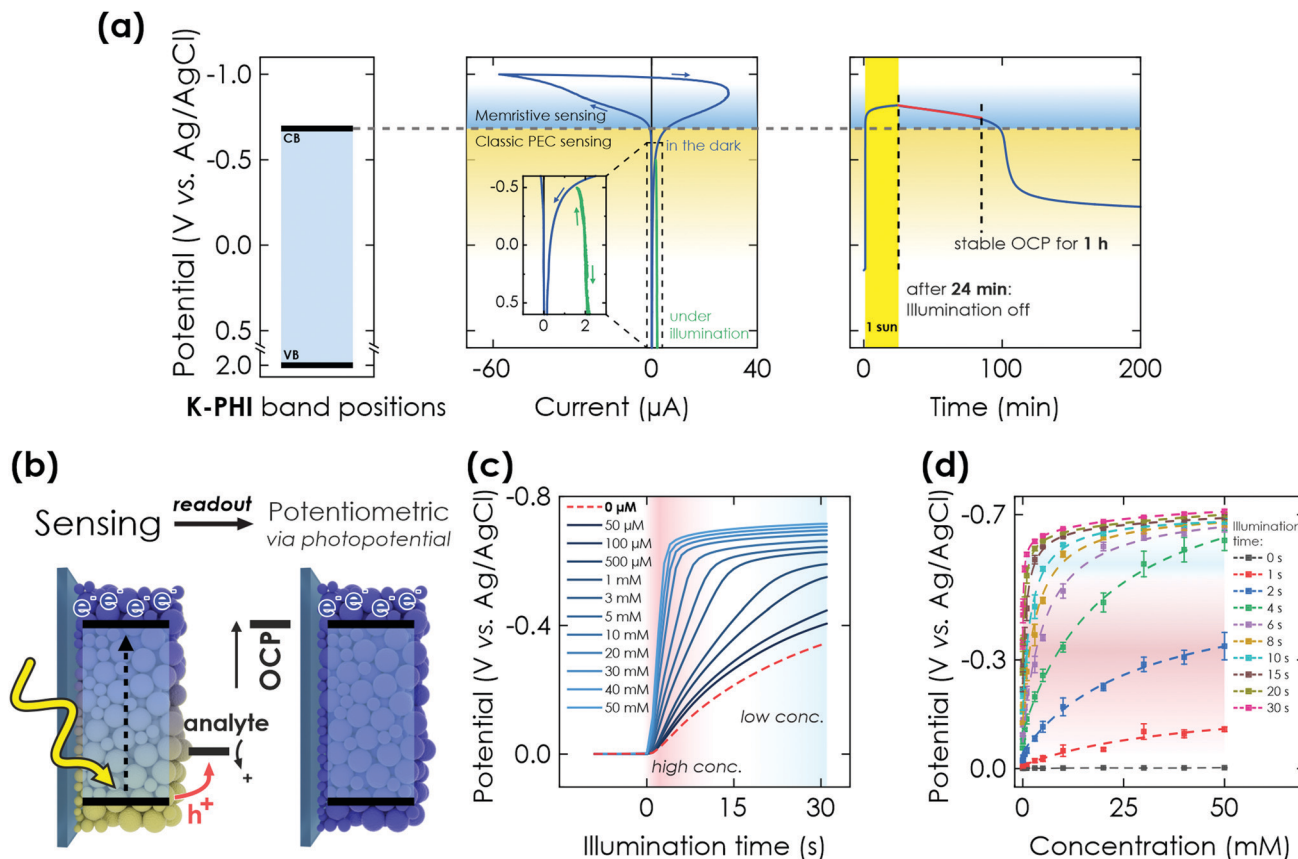 (a)
Potential (V vs. Ag/AgCl)
-1.0
-0.5
0.0
0.5
2.0
CB
VB
K-PHI band positions
Memristive sensing
Classic PEC sensing
in the dark
-0.5
0.0
0.5
0
2
under
illumination
-60
0
40
Current (µA)
1 sun
stable OCP for 1 h
after 24 min:
Illumination off
0
100
200
Time (min)
(b)
Sensing
readout
Potentiometric
via photopotential
e- e- e- e-
OCP
analyte
+
h+
e- e- e- e-
(c)
Potential (V vs. Ag/AgCl)
-0.8
-0.4
0.0
0 µM
50 µM
100 µM
500 µM
1 mM
3 mM
5 mM
10 mM
20 mM
30 mM
40 mM
50 mM
low conc.
high conc.
0
15
30
Illumination time (s)
(d)
Potential (V vs. Ag/AgCl)
-0.7
-0.3
0.0
Illumination
time:
0 s
1 s
2 s
4 s
6 s
8 s
10 s
15 s
20 s
30 s
0
30
50
Concentration (mM)